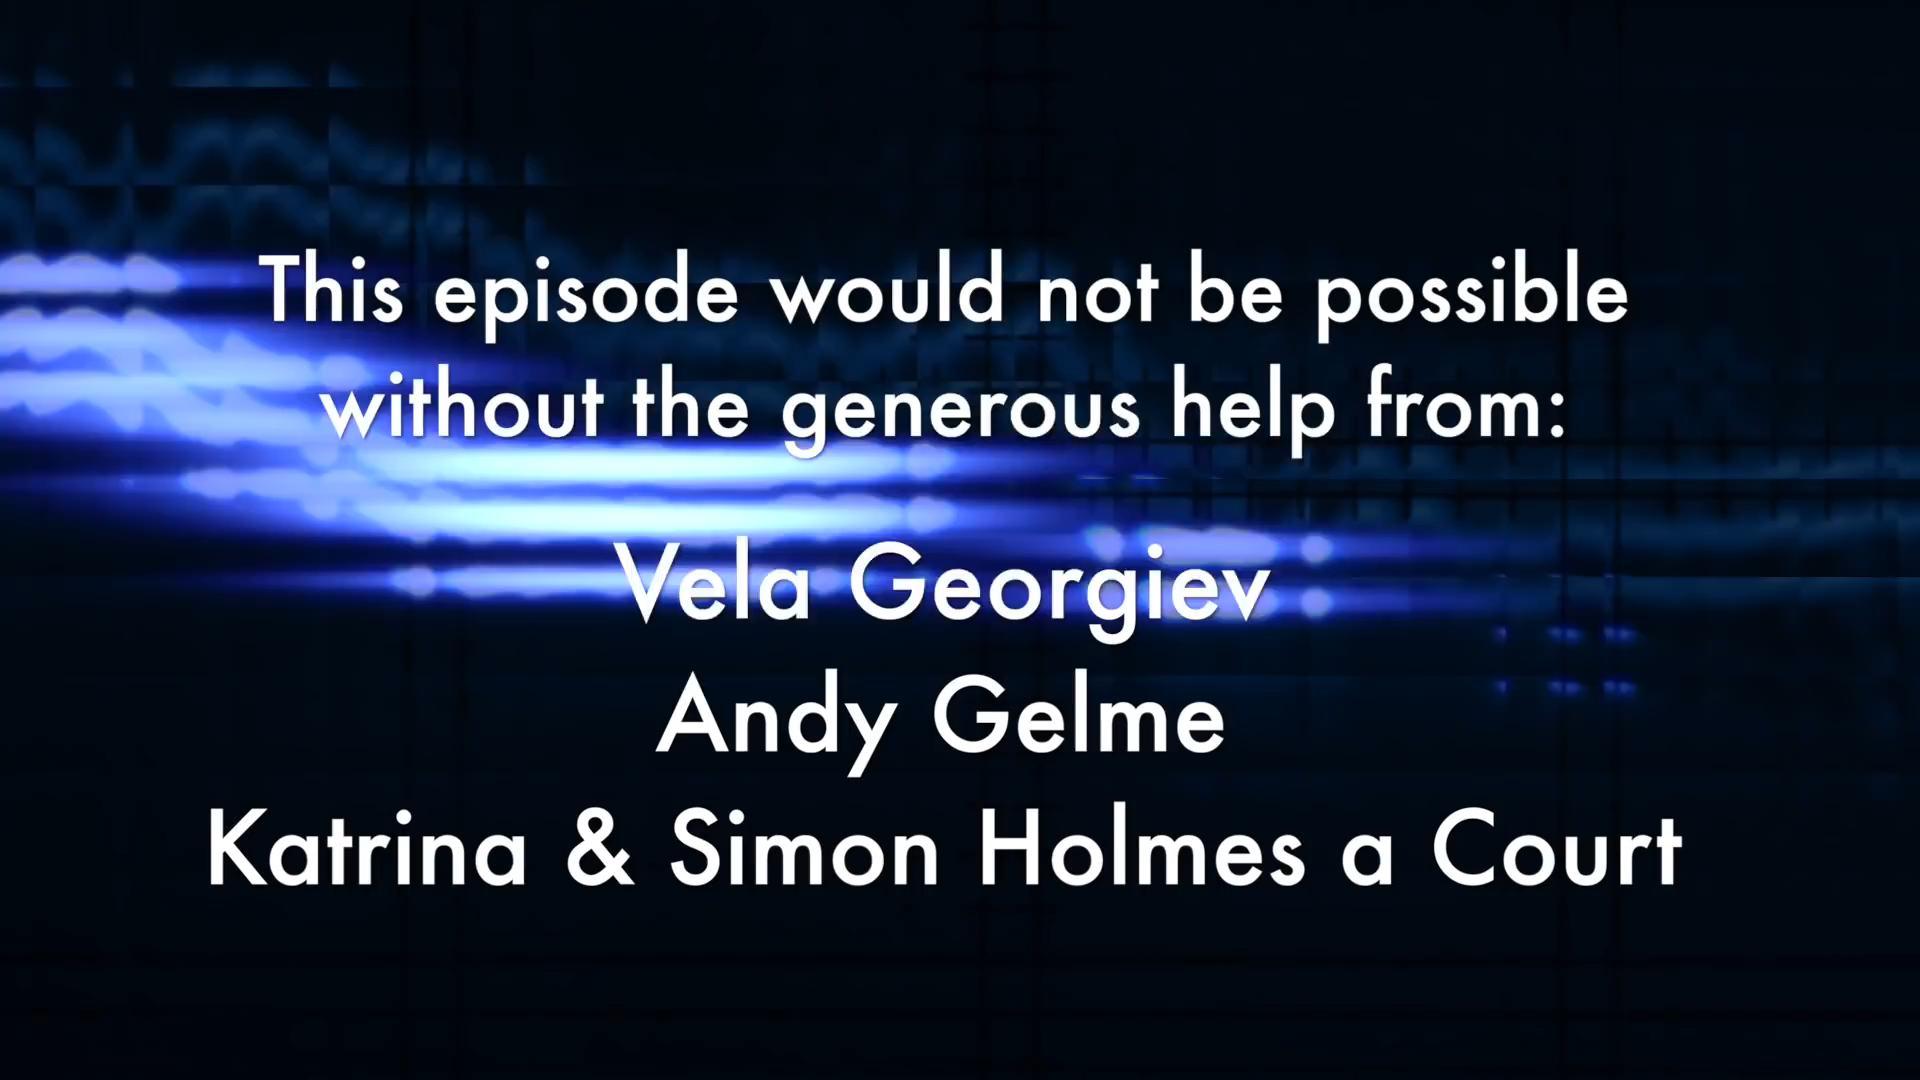 This episode would not be possible
without the generous help from:
Vela Georgiev
Andy Gelme
Katrina & Simon Holmes a Court